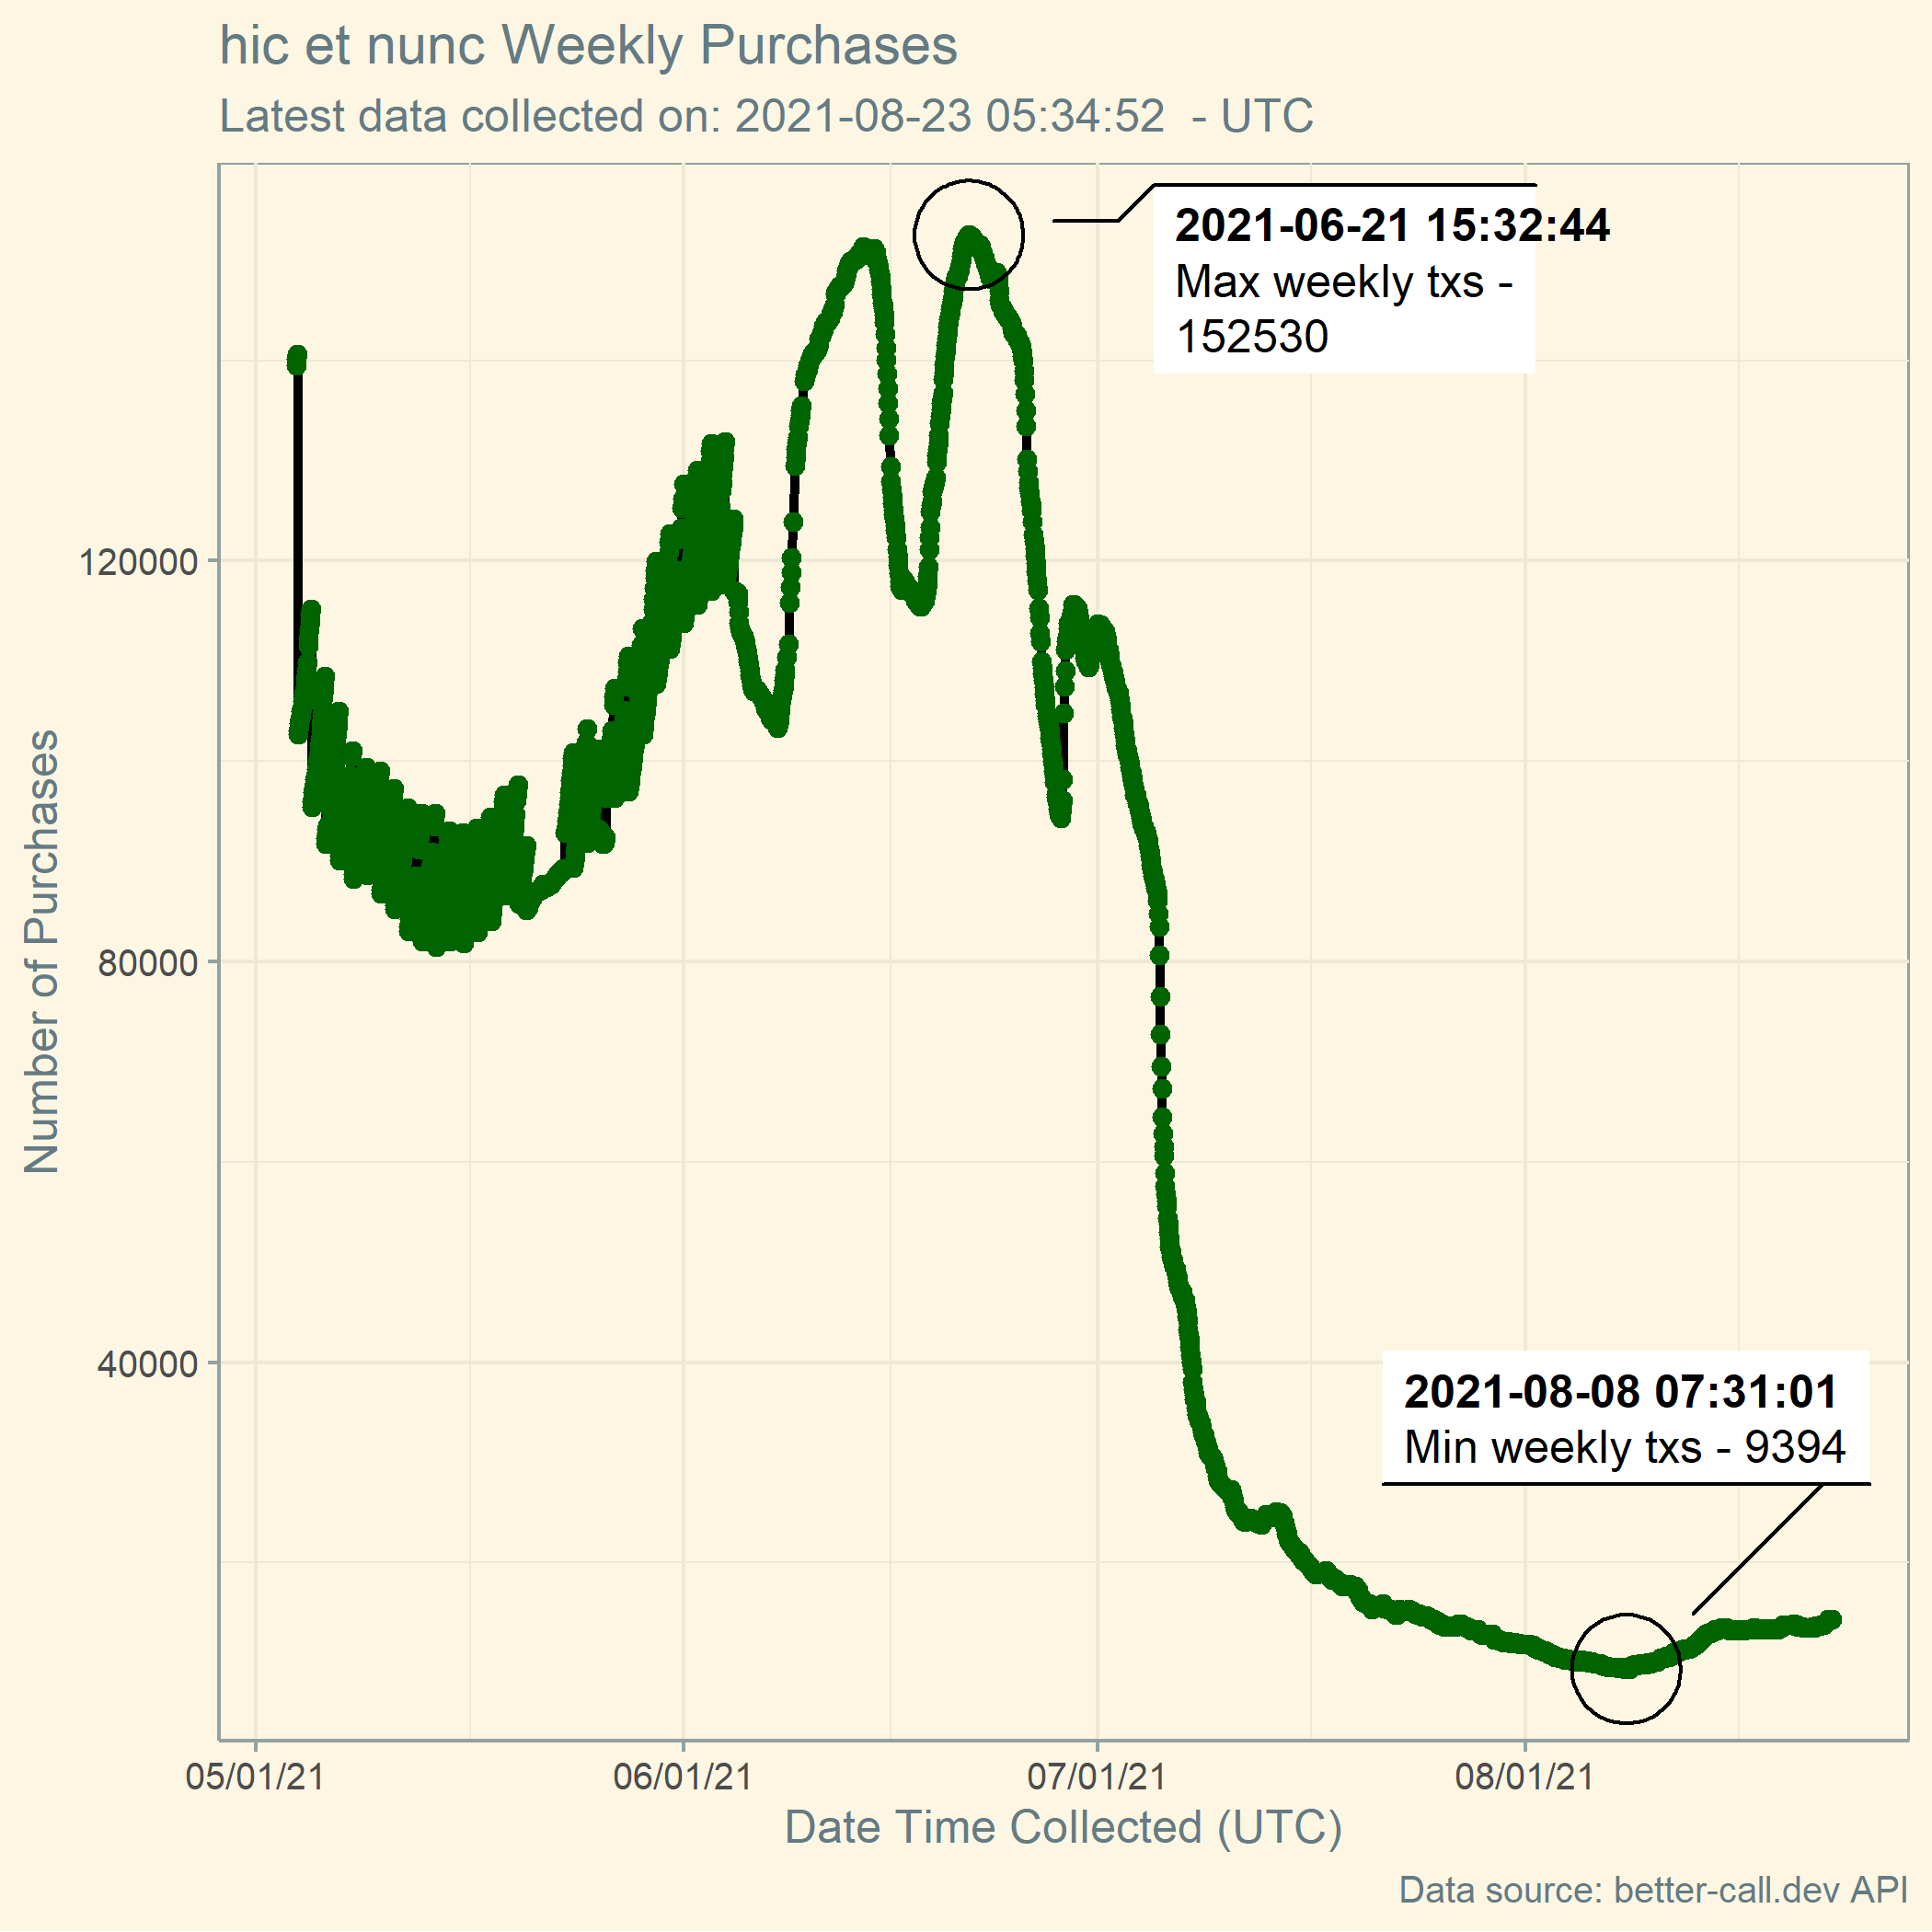 hic et nunc Weekly Purchases
Latest data collected on: 2021-08-23 05:34:52  - UTC
2021-06-21 15:32:44
Max weekly txs -
152530
120000
80000
40000
Number of Purchases
2021-08-08 07:31:01
Min weekly txs - 9394
05/01/21 06/01/21 07/01/21 08/01/21
Date Time Collected (UTC)
Data source: better-call.dev API